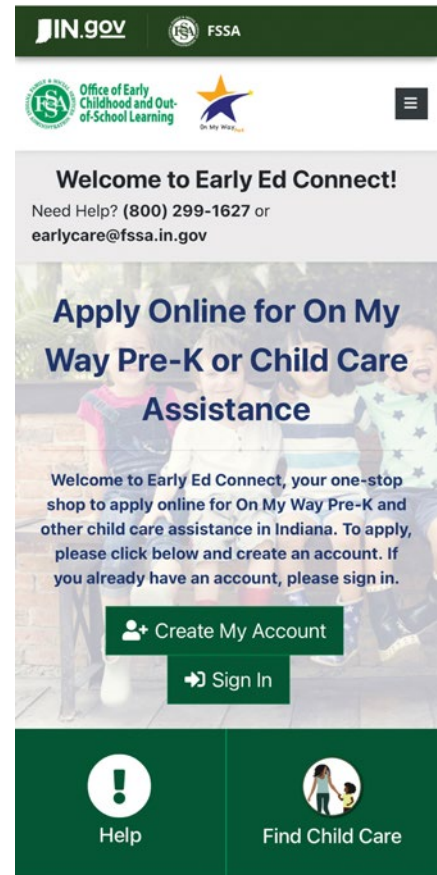 IN.gov
FSSA
Office of Early
Childhood and Out-
of-School Learning
On My Way
Welcome to Early Ed Connect!
Need Help? (800) 299-1627 or
earlycare@fssa.in.gov
Apply Online for On My
Way Pre-K or Child Care
Assistance
Welcome to Early Ed Connect, your one-stop
shop to apply online for On My Way Pre-K and
other child care assistance in Indiana. To apply,
please click below and create an account. If
you already have an account, please sign in.
Create My Account
Sign In
Help
Find Child Care